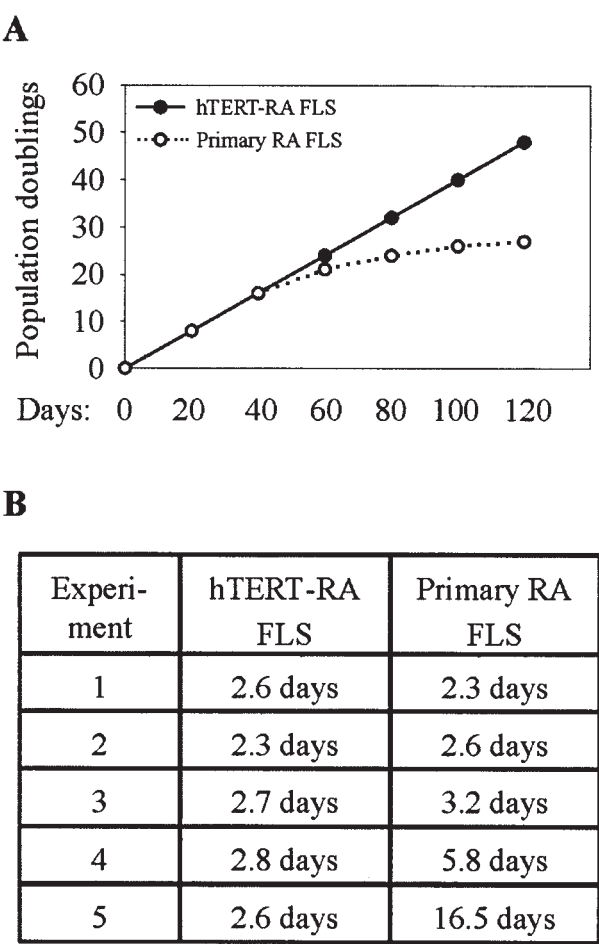 A
Population doublings
60
50
40
30
20
10
0
hTERT-RA FLS
Primary RA FLS
Days: 0 20 40 60 80 100 120
B
Experi-
ment
hTERT-RA
FLS
Primary RA
FLS
1 2.6 days 2.3 days
2 2.3 days 2.6 days
3 2.7 days 3.2 days
4 2.8 days 5.8 days
5 2.6 days 16.5 days